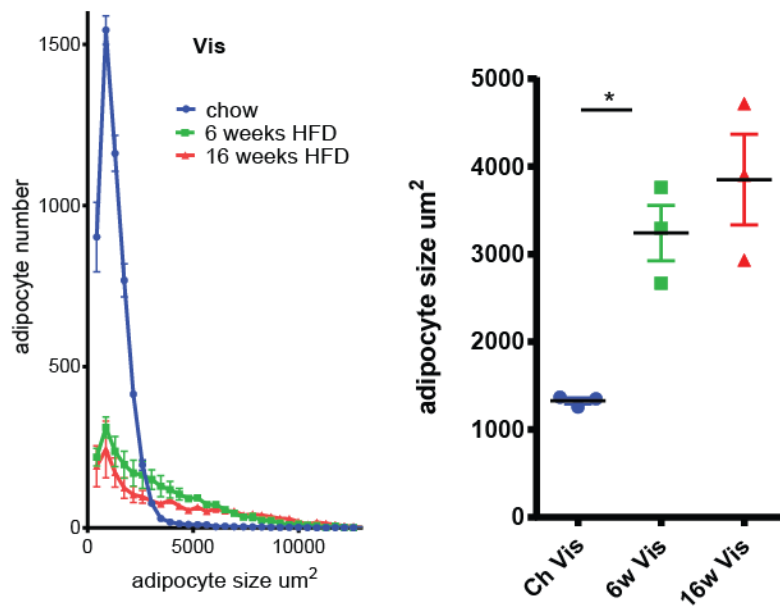 Vis
chow
6 weeks HFD
16 weeks HFD
1500
1000
500
0
adipocyte number
0 5000 10000
adipocyte size um²
*
5000
4000
3000
2000
1000
0
adipocyte size um²
Ch Vis
6w Vis
16w Vis